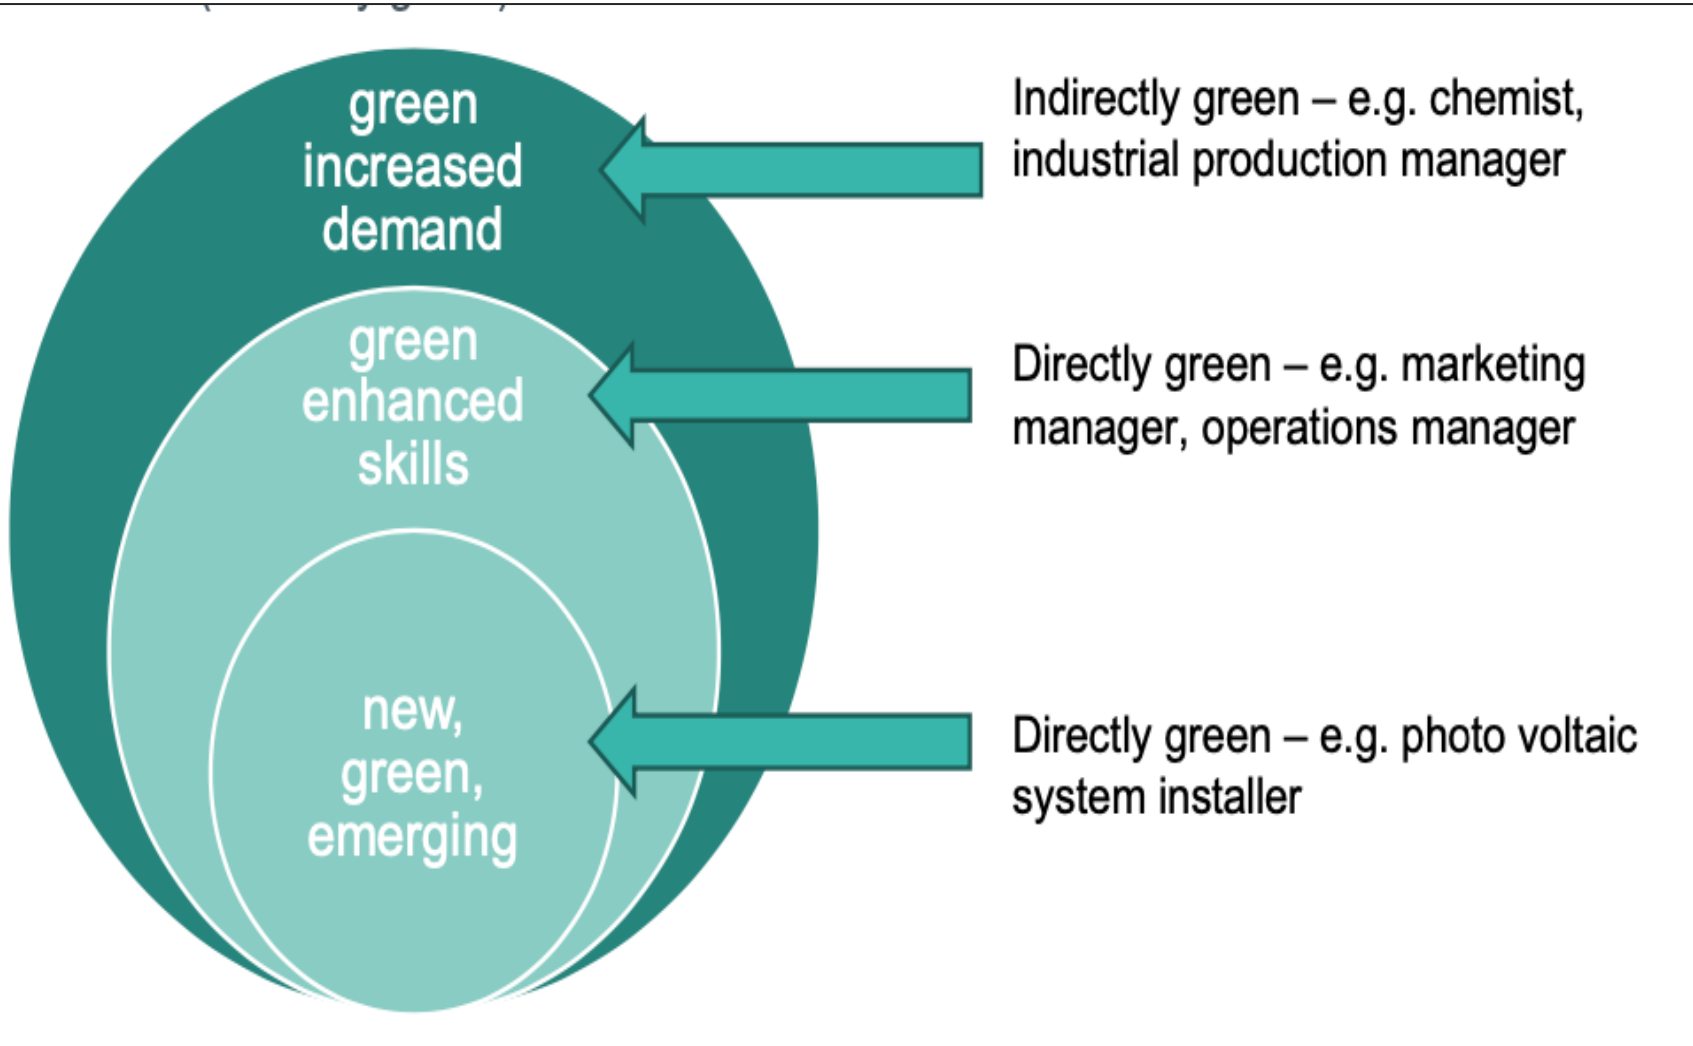 green
increased
demand
Indirectly green – e.g. chemist,
industrial production manager
green
enhanced
skills
Directly green – e.g. marketing
manager, operations manager
new,
green,
emerging
Directly green – e.g. photo voltaic
system installer